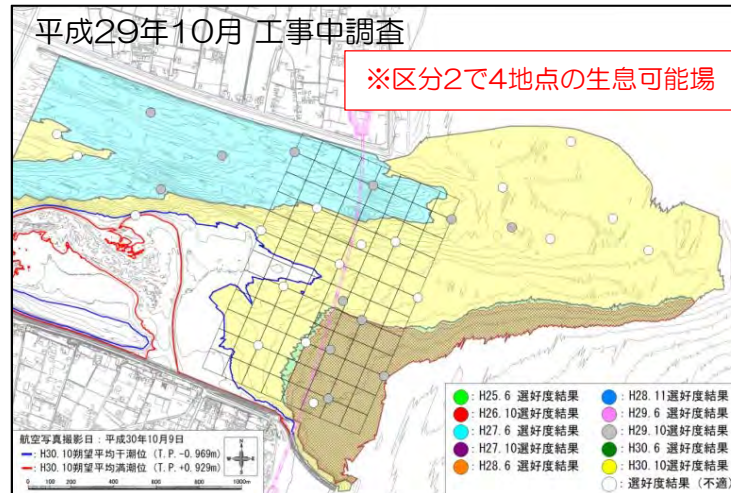 平成29年10月 工事中調査
※区分2で4地点の生息可能場
: H25.6 選好度結果
: H26.10選好度結果
: H27.6 選好度結果
: H27.10選好度結果
: H28.6 選好度結果
: H28.11選好度結果
: H29.6 選好度結果
: H29.10選好度結果
: H30.6 選好度結果
: H30.10選好度結果
: 選好度結果 (不適)
航空写真撮影日 : 平成30年10月9日
: H30.10朔望平均干潮位 (T.P.-0.969m)
: H30.10朔望平均満潮位 (T.P.+0.929m)
0 100 200 400 600 800 1000m